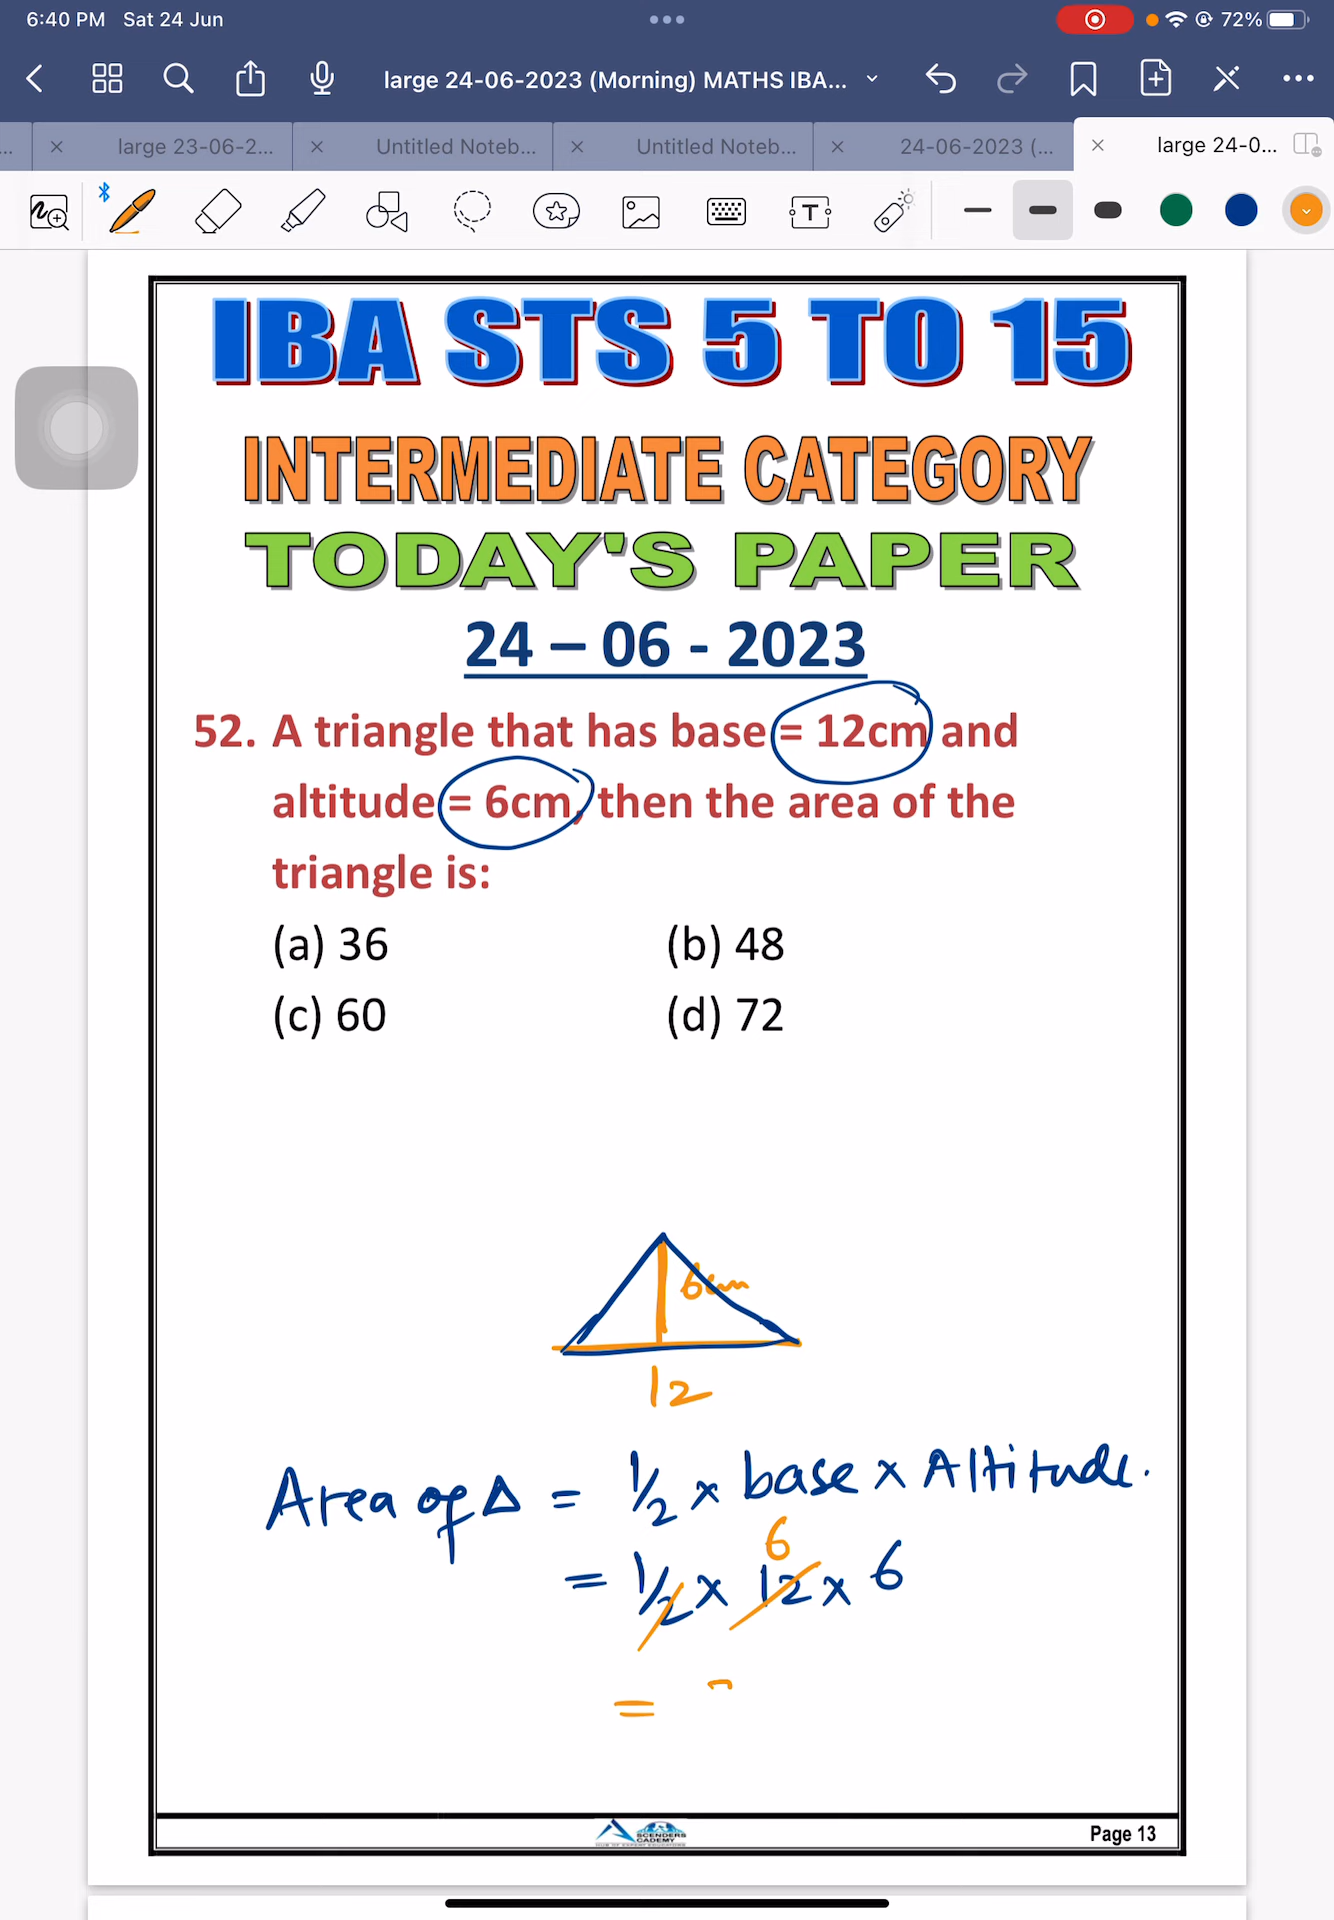 6:40 PM Sat 24 Jun
72%
large 24-06-2023 (Morning) MATHS IBA...
large 23-06-2...
Untitled Noteb...
Untitled Noteb...
24-06-2023 (...
large 24-0...
IBA STS 5 TO 15
INTERMEDIATE CATEGORY
TODAY'S PAPER
24 – 06 - 2023
52. A triangle that has base = 12cm and
altitude = 6cm, then the area of the
triangle is:
(a) 36 (b) 48
(c) 60 (d) 72
6cm
12
Area of Δ = 1/2 × base × Altitude.
6
= 1/2 × 12 × 6
=
ASCENDERS
ACADEMY
Page 13